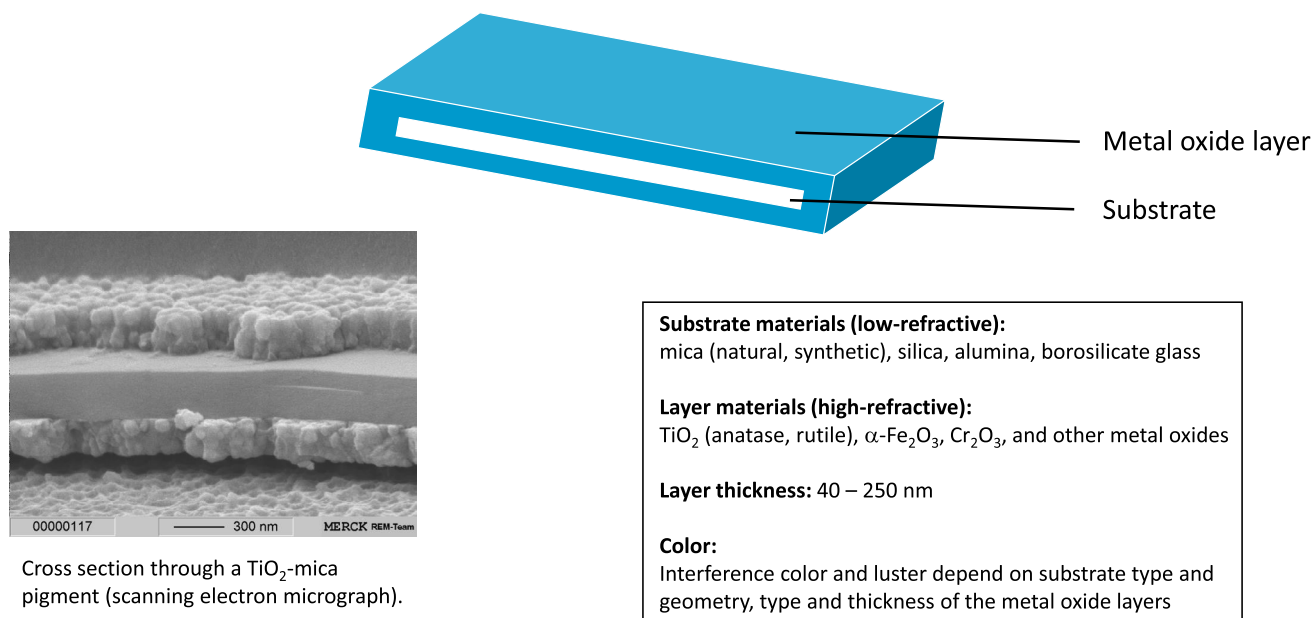 Metal oxide layer
Substrate
00000117
300 nm
MERCK REM-Team
Cross section through a TiO₂-mica
pigment (scanning electron micrograph).
Substrate materials (low-refractive):
mica (natural, synthetic), silica, alumina, borosilicate glass
Layer materials (high-refractive):
TiO₂ (anatase, rutile), α-Fe₂O₃, Cr₂O₃, and other metal oxides
Layer thickness: 40 – 250 nm
Color:
Interference color and luster depend on substrate type and
geometry, type and thickness of the metal oxide layers